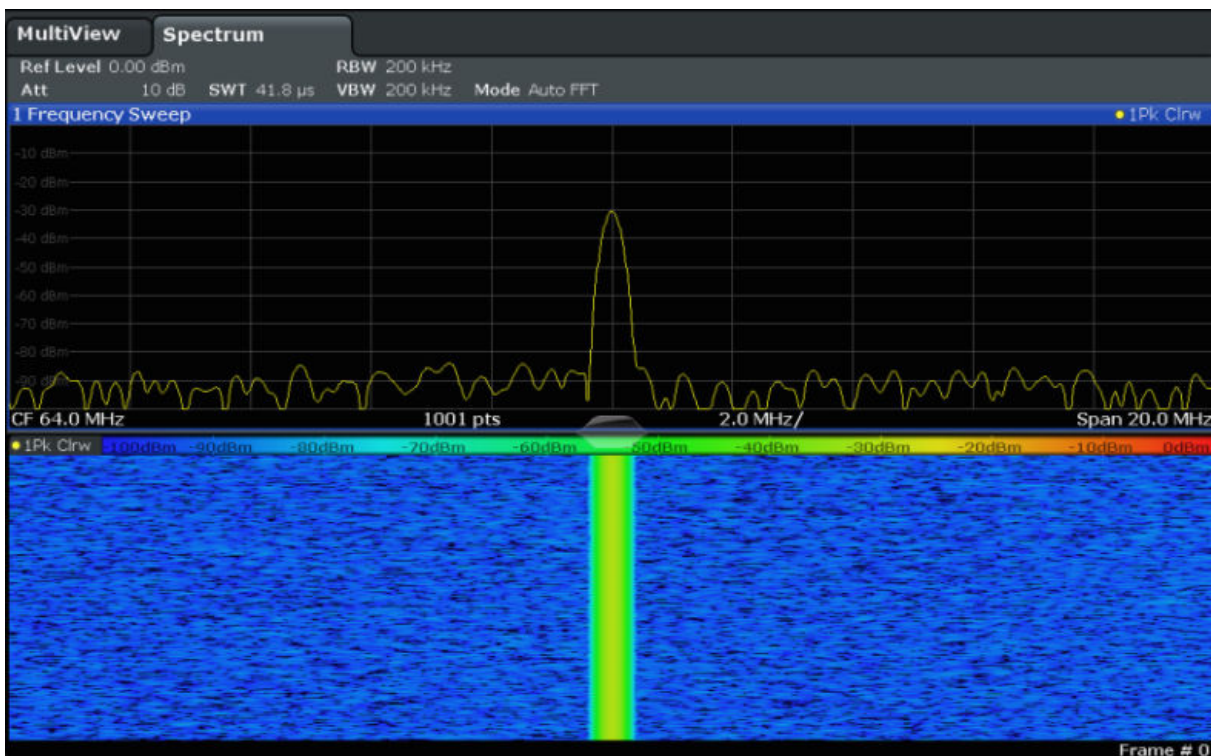 MultiView Spectrum
Ref Level 0.00 dBm RBW 200 kHz
Att 10 dB SWT 41.8 µs VBW 200 kHz Mode Auto FFT
1 Frequency Sweep 1Pk Clrw
-10 dBm
-20 dBm
-30 dBm
-40 dBm
-50 dBm
-60 dBm
-70 dBm
-80 dBm
-90 dBm
CF 64.0 MHz 1001 pts 2.0 MHz/ Span 20.0 MHz
1Pk Clrw -100dBm -90dBm -80dBm -70dBm -60dBm -50dBm -40dBm -30dBm -20dBm -10dBm 0dBm
Frame # 0